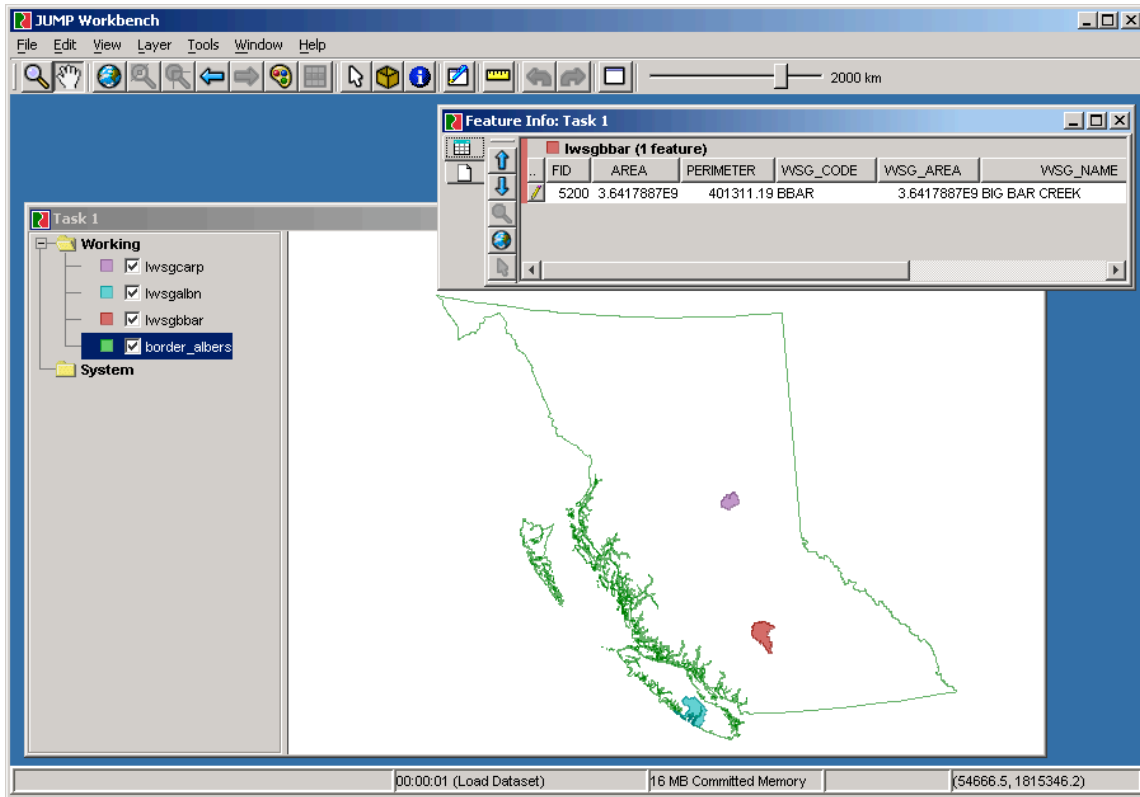 JUMP Workbench
File Edit View Layer Tools Window Help
2000 km
Feature Info: Task 1
lwsgbbar (1 feature)
.. FID AREA PERIMETER WSG_CODE WSG_AREA WSG_NAME
5200 3.6417887E9 401311.19 BBAR 3.6417887E9 BIG BAR CREEK
Task 1
Working
lwsgcarp
lwsgalbn
lwsgbbar
border_albers
System
00:00:01 (Load Dataset) 16 MB Committed Memory (54666.5, 1815346.2)